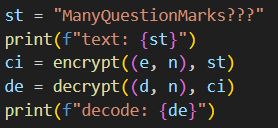 st = "ManyQuestionMarks???"
print(f"text: {st}")
ci = encrypt((e, n), st)
de = decrypt((d, n), ci)
print(f"decode: {de}")